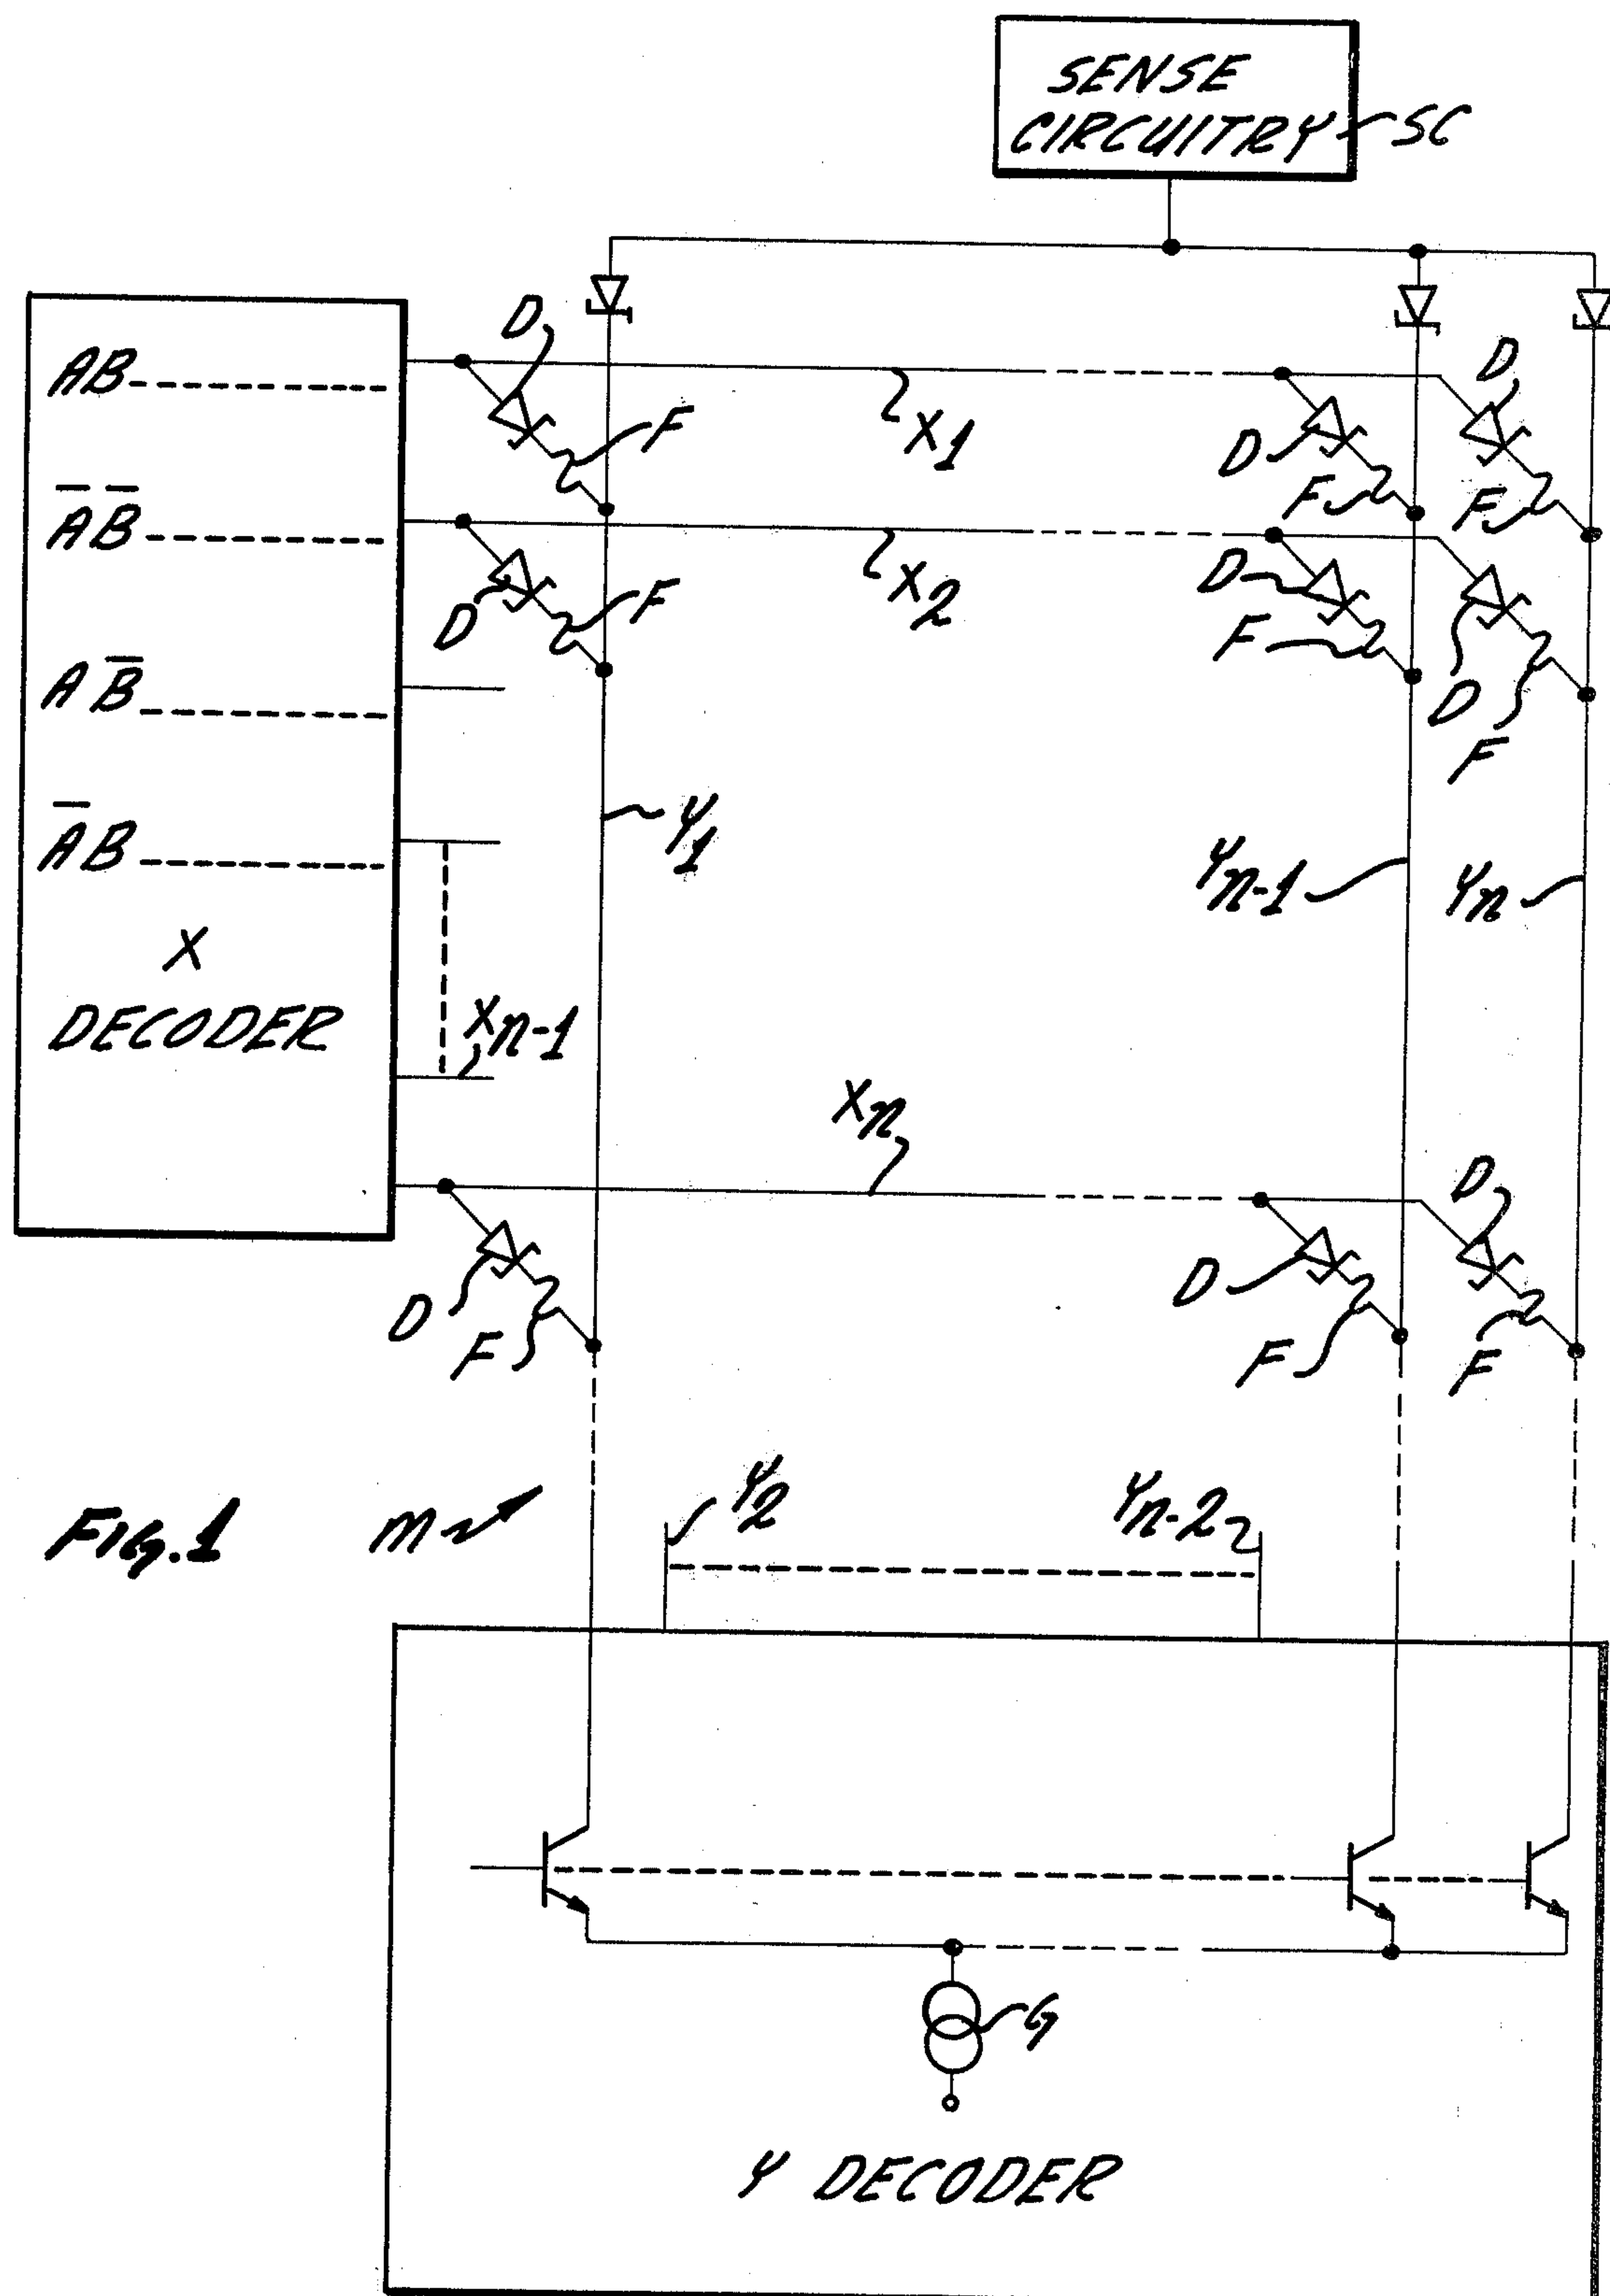 SENSE
CIRCUITRY SC
AB
D
F
X1
D
F
D
F
A̅B̅
D
F
X2
D
F
D
F
AB̅
A̅B
X
DECODER
Y1
Yn-1
Yn
Xn-1
Xn
D
F
D
F
D
F
Fig.1
M
Y2
Yn-2
G
Y DECODER